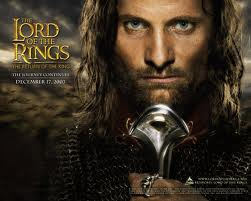 THE
LORD
OF THE
RINGS
THE RETURN OF THE KING
THE JOURNEY CONTINUES
DECEMBER 17, 2003